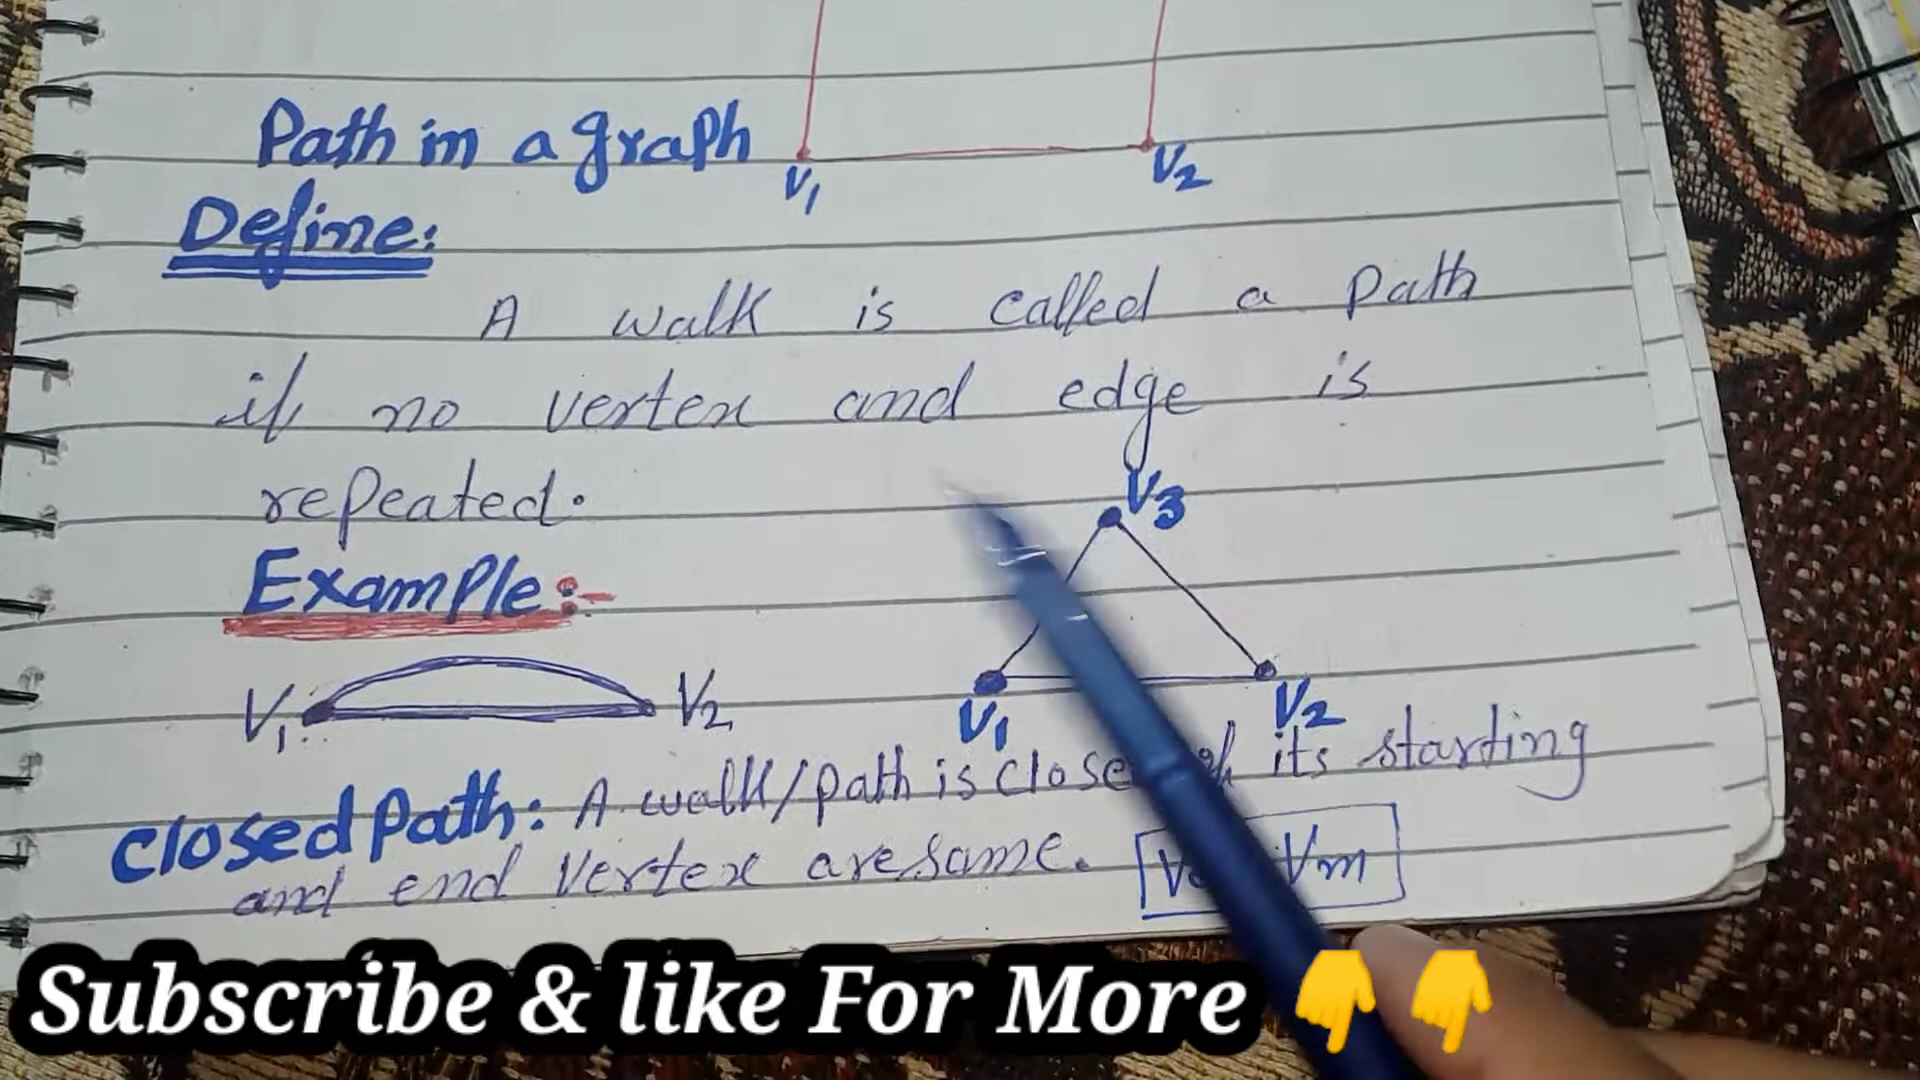 Path in a graph
V1
V2
Define:
A walk is called a path
if no vertex and edge is
repeated.
V3
Example:-
V1
V2
V1
V2
Closed Path: A walk/path is close its starting
and end vertex are same. Vm
Subscribe & like For More 👇👇